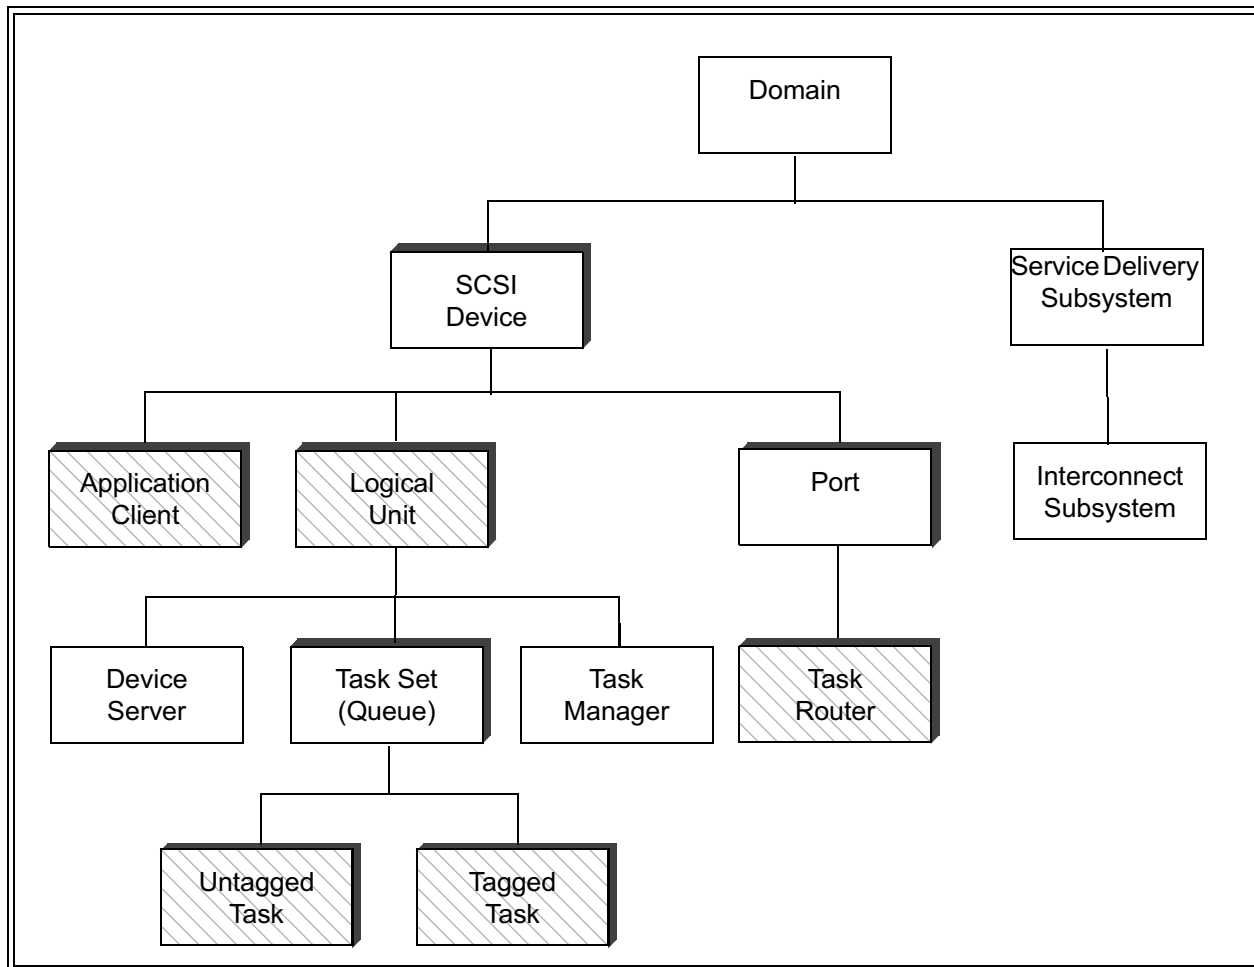 Domain
SCSI
Device
Service Delivery
Subsystem
Application
Client
Logical
Unit
Port
Interconnect
Subsystem
Device
Server
Task Set
(Queue)
Task
Manager
Task
Router
Untagged
Task
Tagged
Task